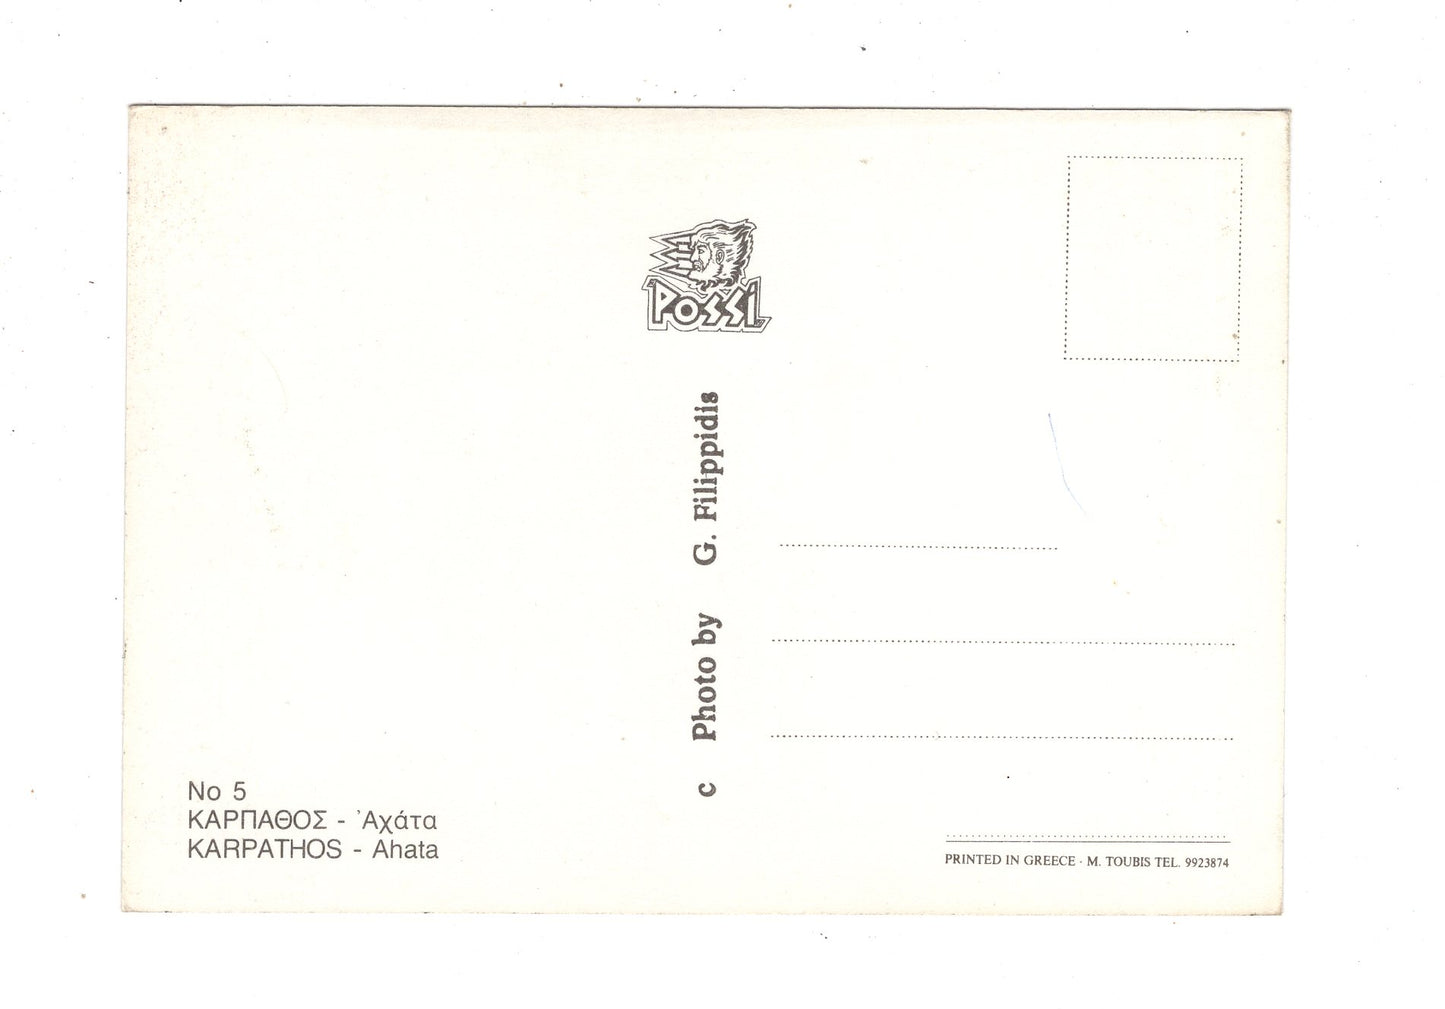 POSSI
c Photo by G. Filippidis
No 5
ΚΑΡΠΑΘΟΣ - Ἀχάτα
KARPATHOS - Ahata
PRINTED IN GREECE · M. TOUBIS TEL. 9923874